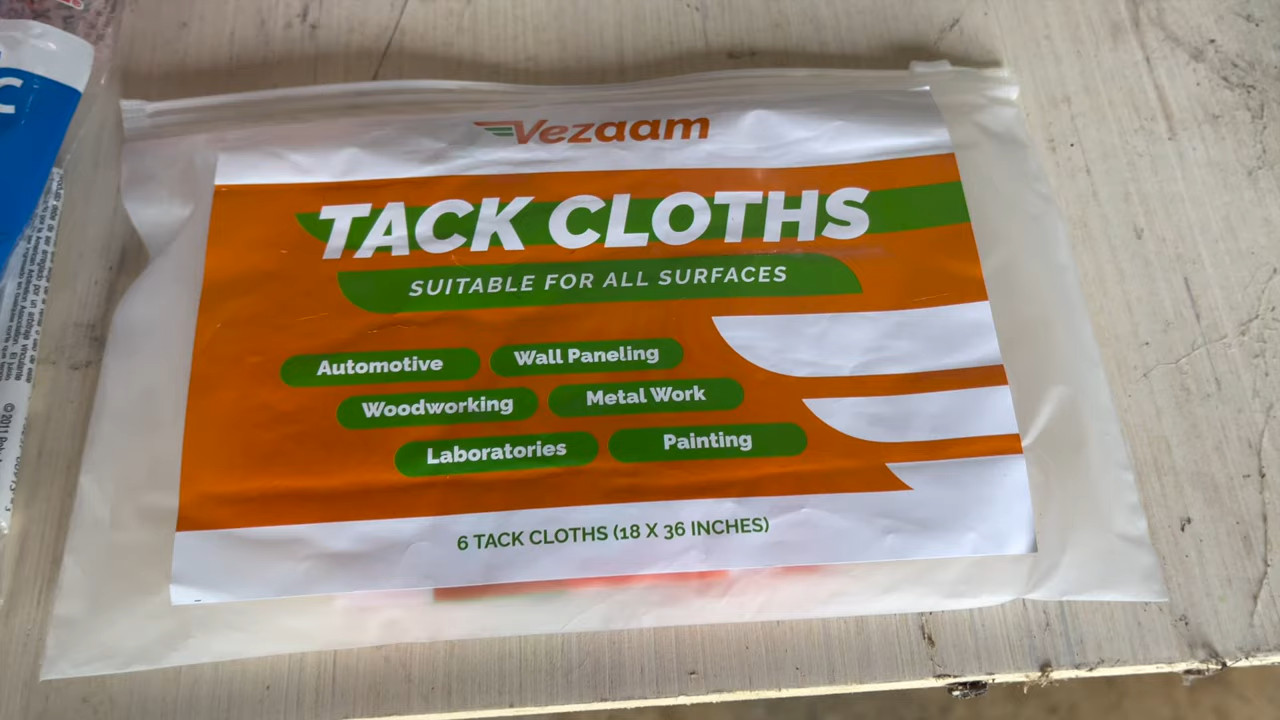 Vezaam
TACK CLOTHS
SUITABLE FOR ALL SURFACES
Automotive
Wall Paneling
Woodworking
Metal Work
Laboratories
Painting
6 TACK CLOTHS (18 X 36 INCHES)
© 2011